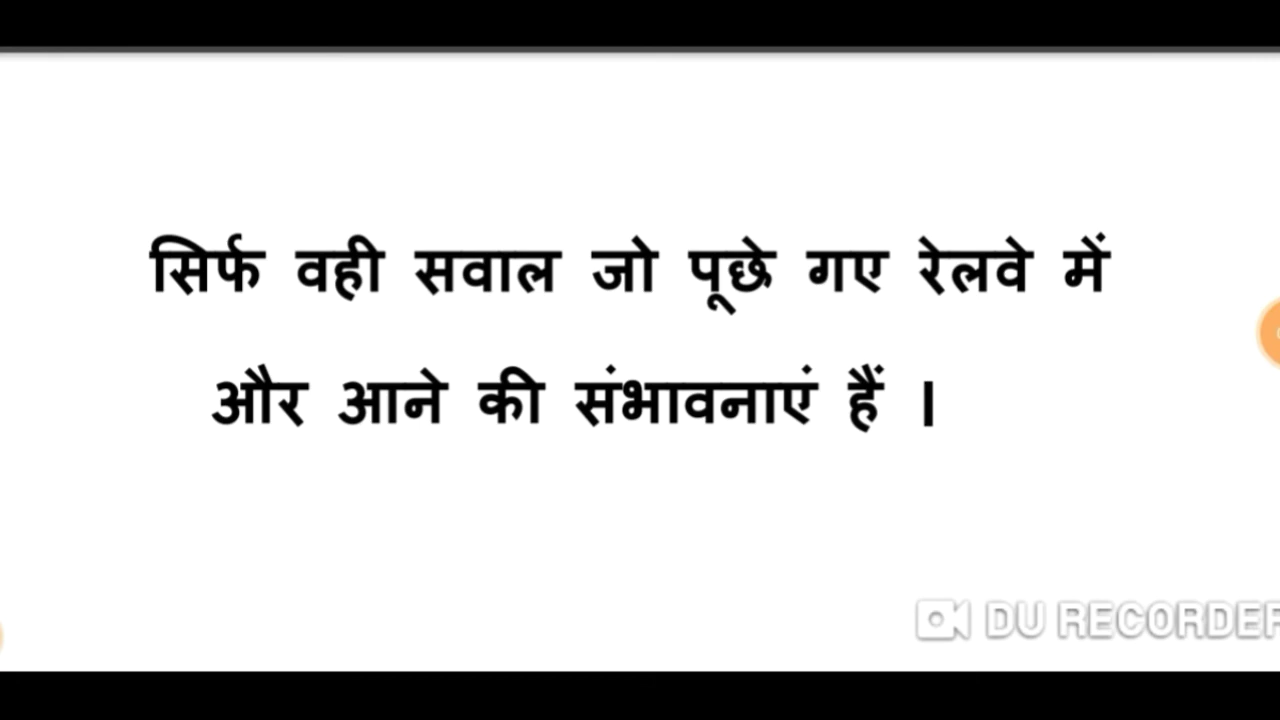 सिर्फ वही सवाल जो पूछे गए रेलवे में
और आने की संभावनाएं हैं ।
DU RECORDER